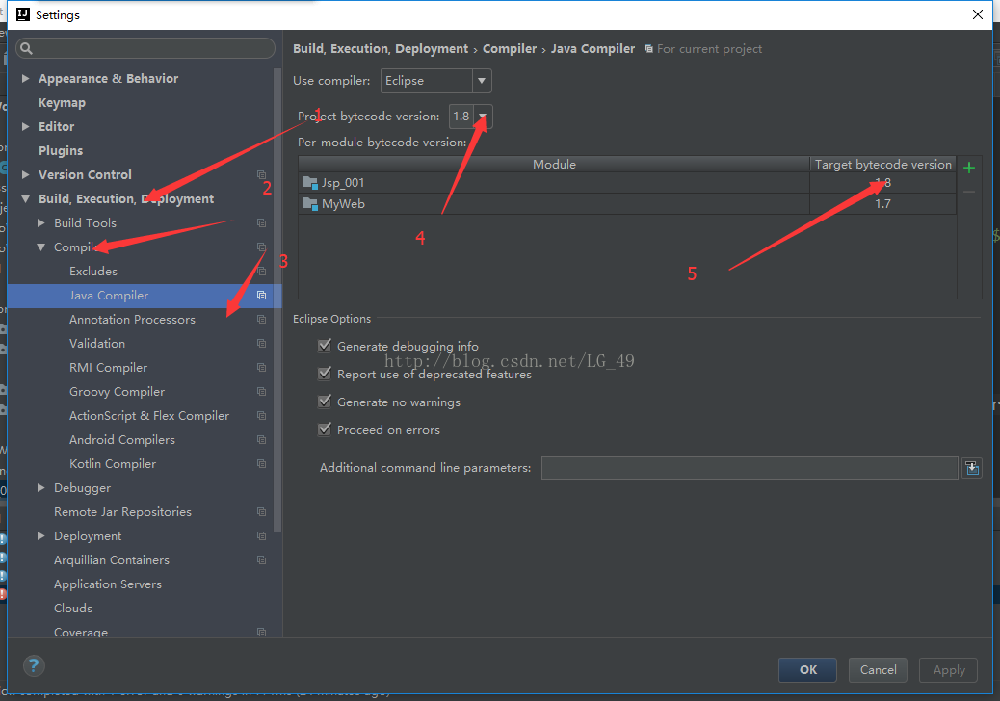 Settings
Build, Execution, Deployment › Compiler › Java Compiler For current project
Appearance & Behavior
Keymap
Editor
Plugins
Version Control
Build, Execution, Deployment
Build Tools
Compiler
Excludes
Java Compiler
Annotation Processors
Validation
RMI Compiler
Groovy Compiler
ActionScript & Flex Compiler
Android Compilers
Kotlin Compiler
Debugger
Remote Jar Repositories
Deployment
Arquillian Containers
Application Servers
Clouds
Coverage
1
2
3
Use compiler: Eclipse
Project bytecode version: 1.8
Per-module bytecode version:
Module Target bytecode version
Jsp_001 1.8
MyWeb 1.7
4
5
Eclipse Options
Generate debugging info
http://blog.csdn.net/LG_49
Report use of deprecated features
Generate no warnings
Proceed on errors
Additional command line parameters:
?
OK Cancel Apply